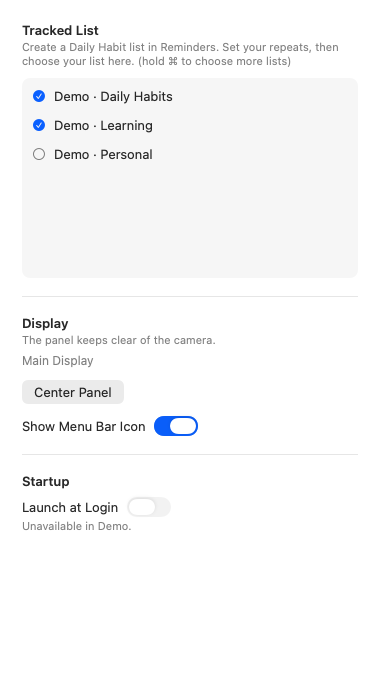 Tracked List
Create a Daily Habit list in Reminders. Set your repeats, then
choose your list here. (hold ⌘ to choose more lists)
Demo · Daily Habits
Demo · Learning
Demo · Personal
Display
The panel keeps clear of the camera.
Main Display
Center Panel
Show Menu Bar Icon
Startup
Launch at Login
Unavailable in Demo.